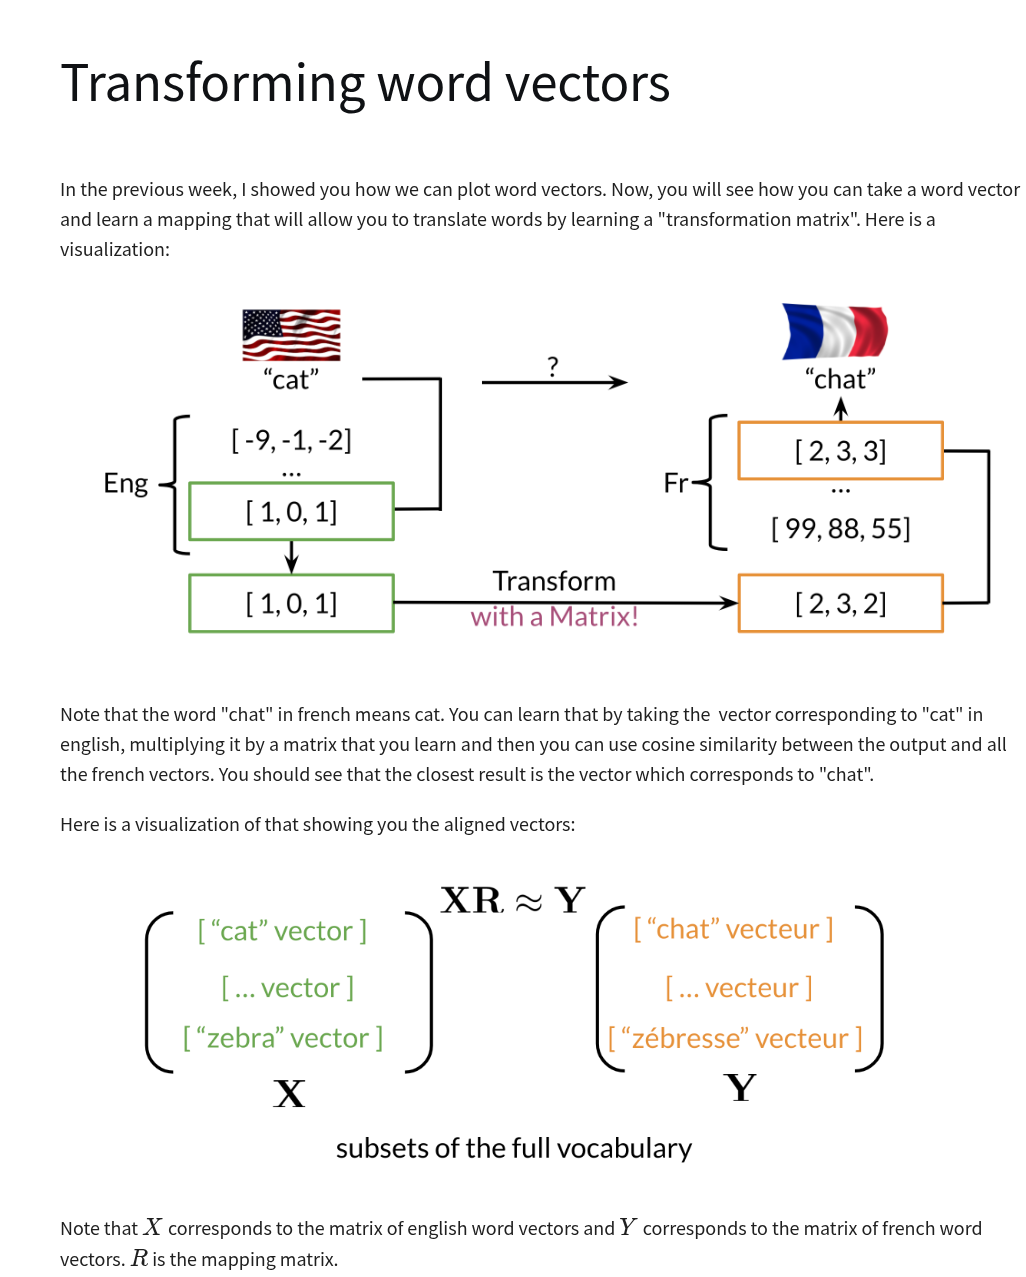 Transforming word vectors
In the previous week, I showed you how we can plot word vectors. Now, you will see how you can take a word vector
and learn a mapping that will allow you to translate words by learning a "transformation matrix". Here is a
visualization:
“cat”
?
“chat”
[ -9, -1, -2]
...
Eng
[ 1, 0, 1]
[ 1, 0, 1]
Transform
with a Matrix!
Fr
[ 2, 3, 3]
...
[ 99, 88, 55]
[ 2, 3, 2]
Note that the word "chat" in french means cat. You can learn that by taking the vector corresponding to "cat" in
english, multiplying it by a matrix that you learn and then you can use cosine similarity between the output and all
the french vectors. You should see that the closest result is the vector which corresponds to "chat".
Here is a visualization of that showing you the aligned vectors:
XR ≈ Y
[ “cat” vector ]
[ ... vector ]
[ “zebra” vector ]
X
[ “chat” vecteur ]
[ ... vecteur ]
[ “zébresse” vecteur ]
Y
subsets of the full vocabulary
Note that X corresponds to the matrix of english word vectors and Y corresponds to the matrix of french word
vectors. R is the mapping matrix.